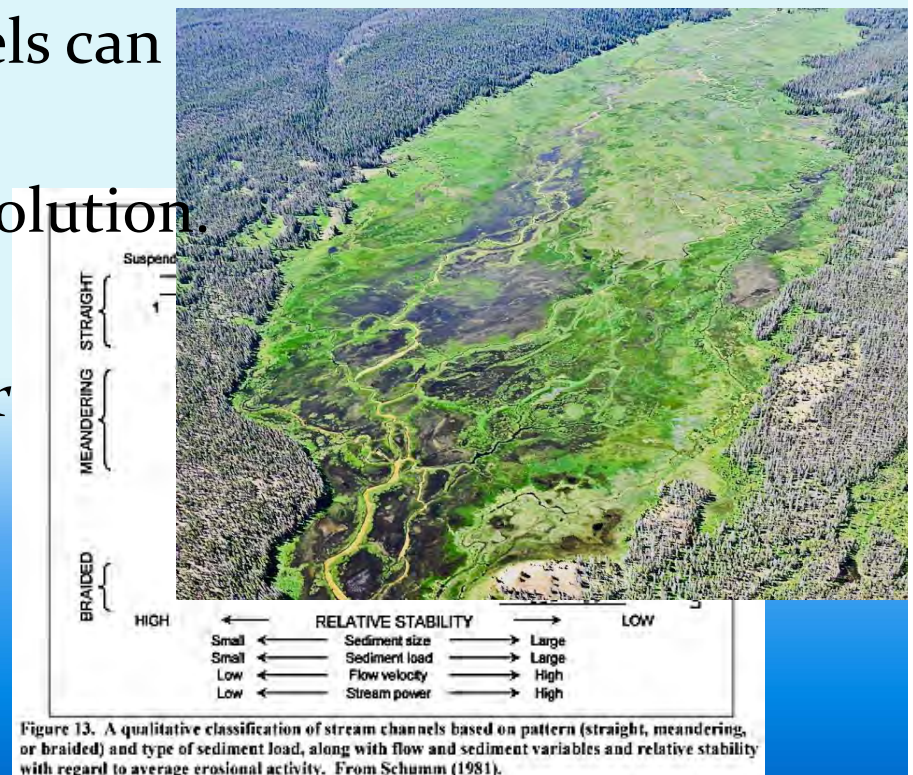 els can
olution.
r
Suspend
STRAIGHT
1
MEANDERING
BRAIDED
HIGH RELATIVE STABILITY LOW
Small Sediment size Large
Small Sediment load Large
Low Flow velocity High
Low Stream power High
Figure 13. A qualitative classification of stream channels based on pattern (straight, meandering,
or braided) and type of sediment load, along with flow and sediment variables and relative stability
with regard to average erosional activity. From Schumm (1981).